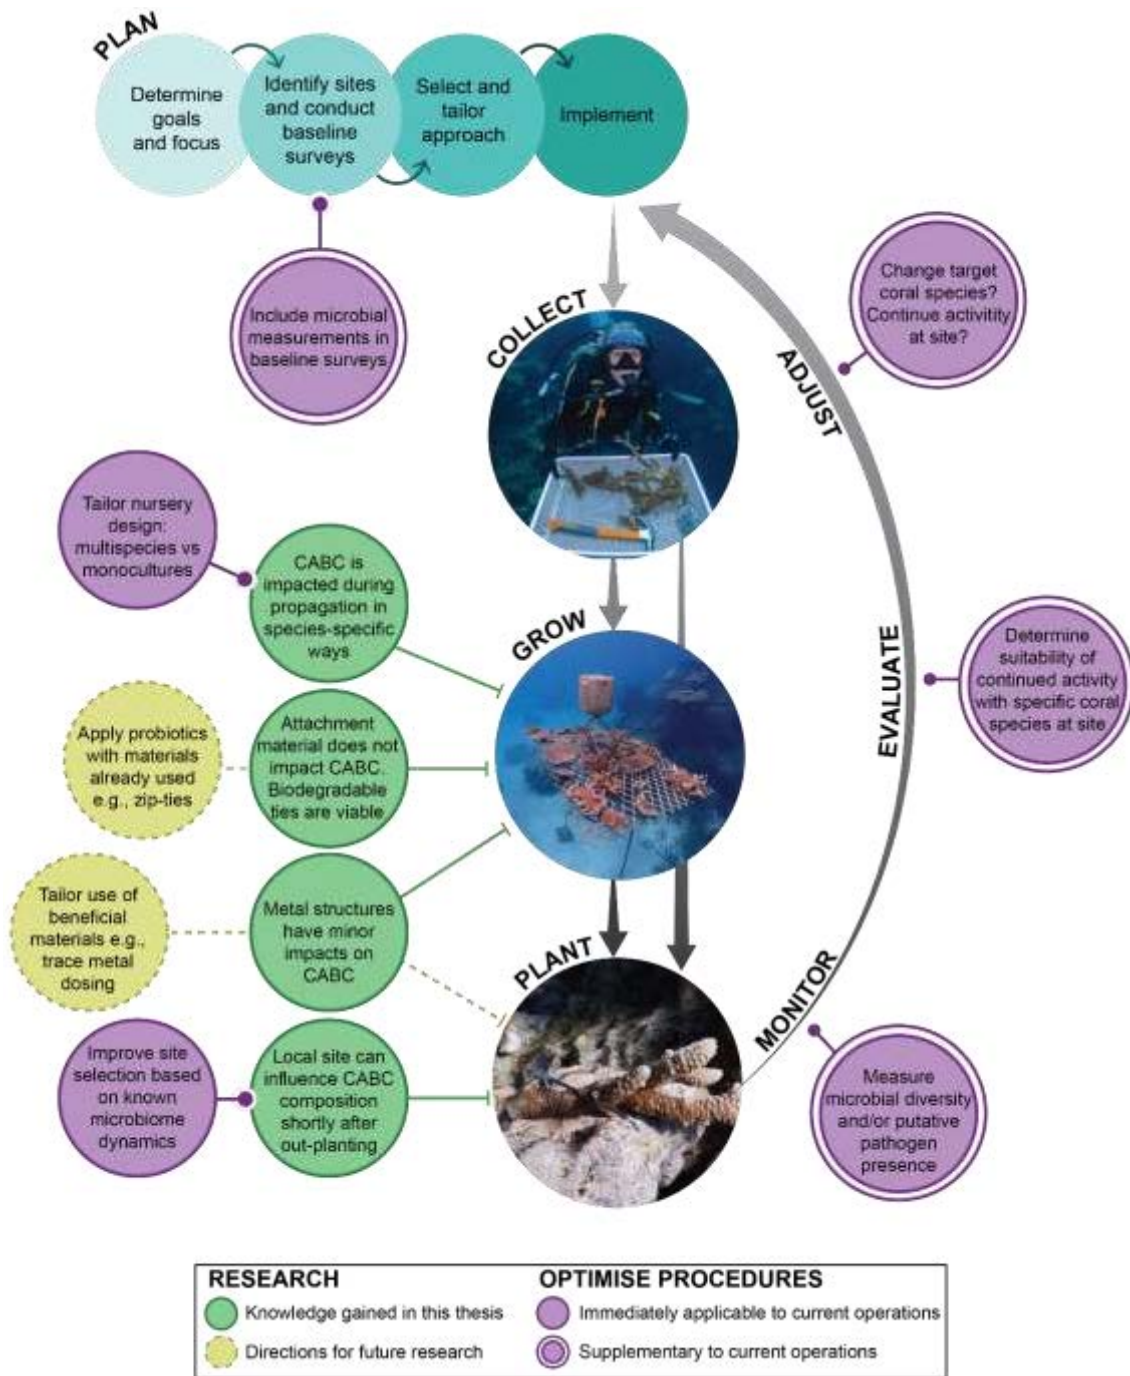 PLAN
Determine
goals
and focus
Identify sites
and conduct
baseline
surveys
Select and
tailor
approach
Implement
Include microbial
measurements in
baseline surveys
COLLECT
Change target
coral species?
Continue activitity
at site?
ADJUST
Tailor nursery
design:
multispecies vs
monocultures
CABC is
impacted during
propagation in
species-specific
ways
GROW
EVALUATE
Determine
suitability of
continued activity
with specific coral
species at site
Apply probiotics
with materials
already used
e.g., zip-ties
Attachment
material does not
impact CABC.
Biodegradable
ties are viable
Tailor use of
beneficial
materials e.g.,
trace metal
dosing
Metal structures
have minor
impacts on
CABC
PLANT
MONITOR
Improve site
selection based
on known
microbiome
dynamics
Local site can
influence CABC
composition
shortly after
out-planting
Measure
microbial diversity
and/or putative
pathogen
presence
RESEARCH
Knowledge gained in this thesis
Directions for future research
OPTIMISE PROCEDURES
Immediately applicable to current operations
Supplementary to current operations